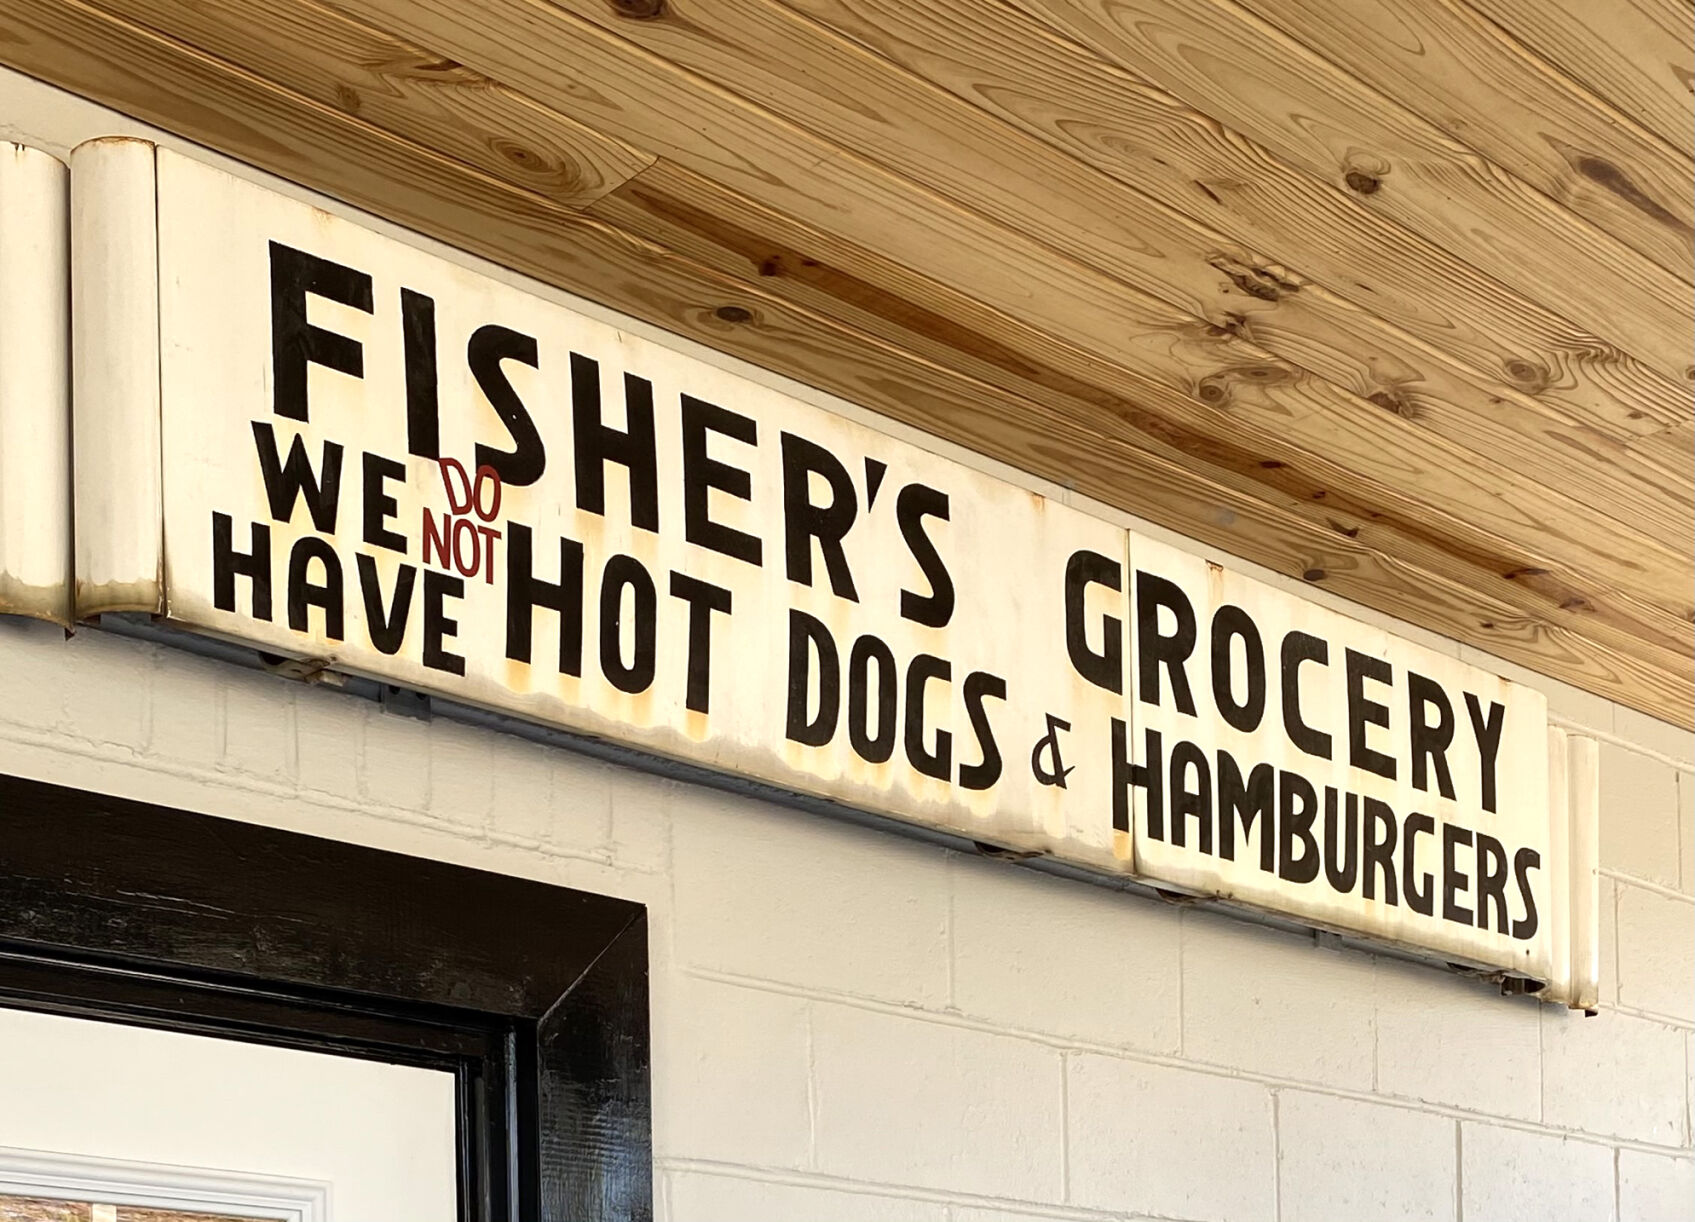 FISHER'S GROCERY
WE DO NOT HAVE HOT DOGS & HAMBURGERS